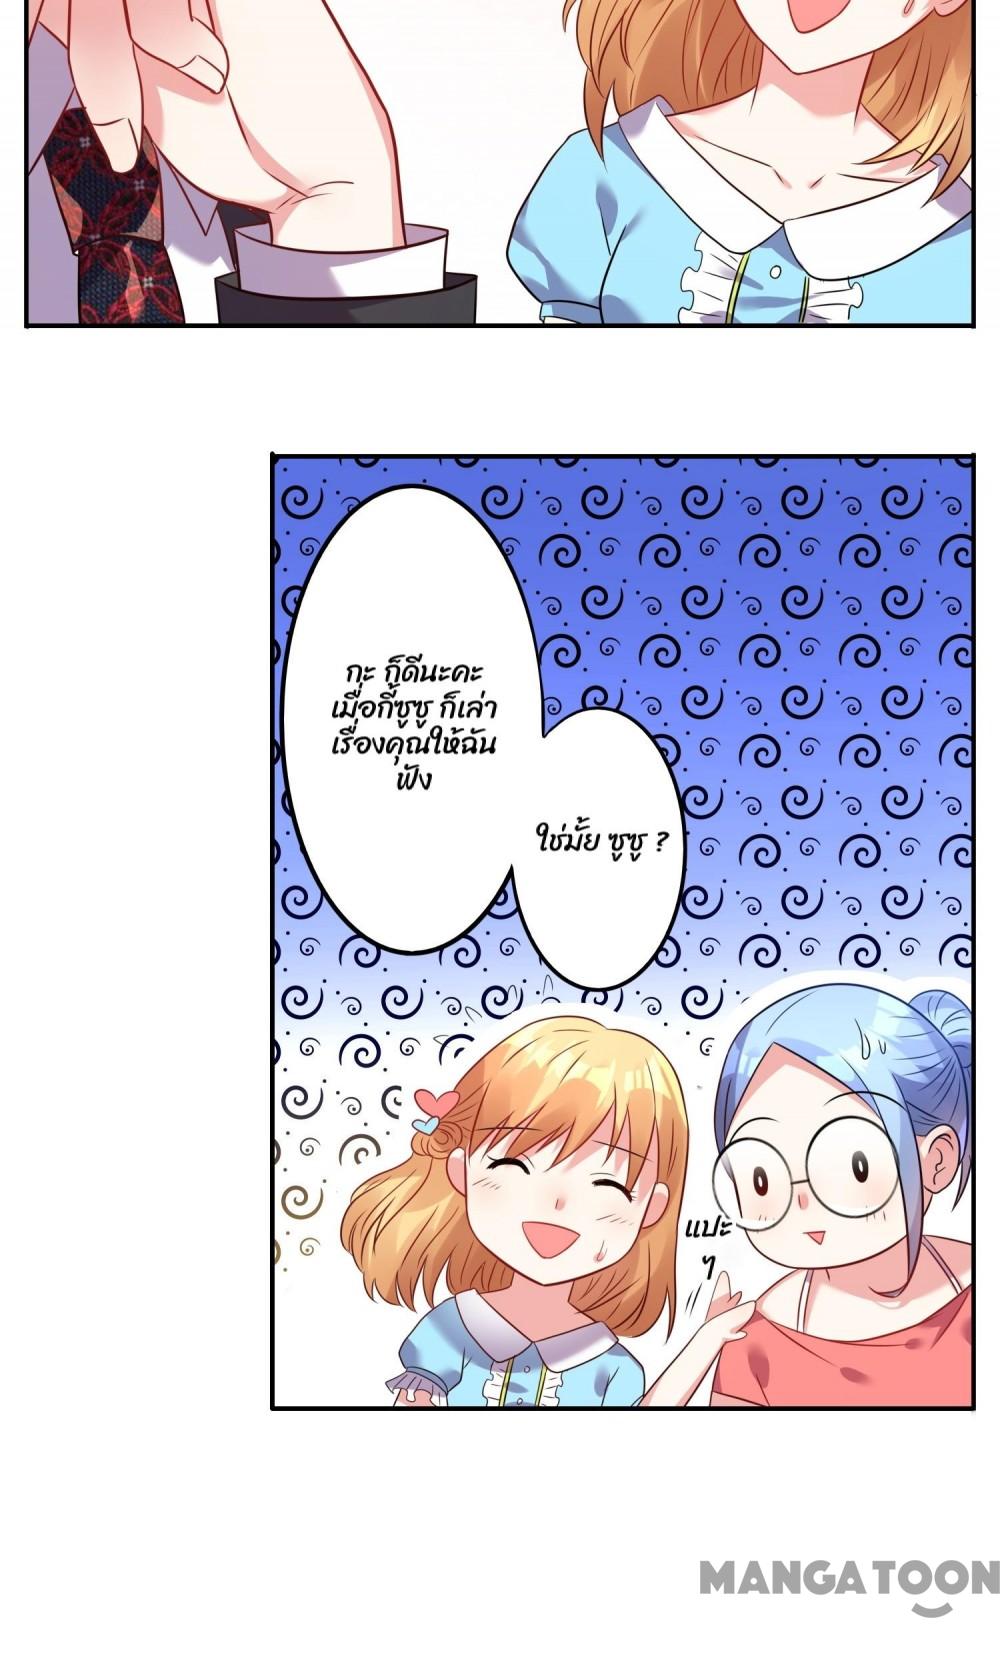 กะ ก็ดีนะคะ
เมื่อกี้ซูซู ก็เล่า
เรื่องคุณให้ฉัน
ฟัง
ใช่มั้ย ซูซู ?
แปะ
ๆ
MANGATOON